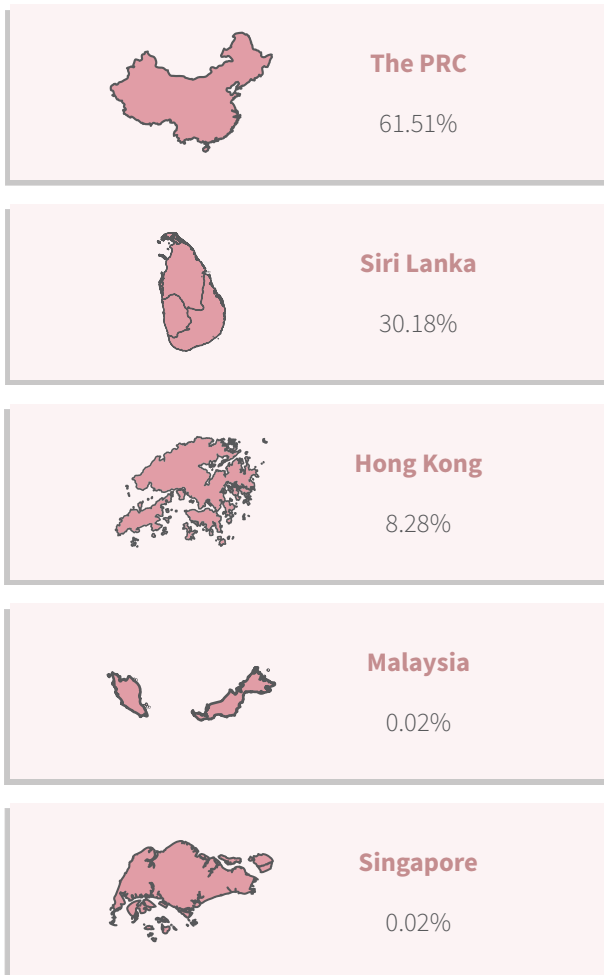 The PRC
61.51%
Siri Lanka
30.18%
Hong Kong
8.28%
Malaysia
0.02%
Singapore
0.02%